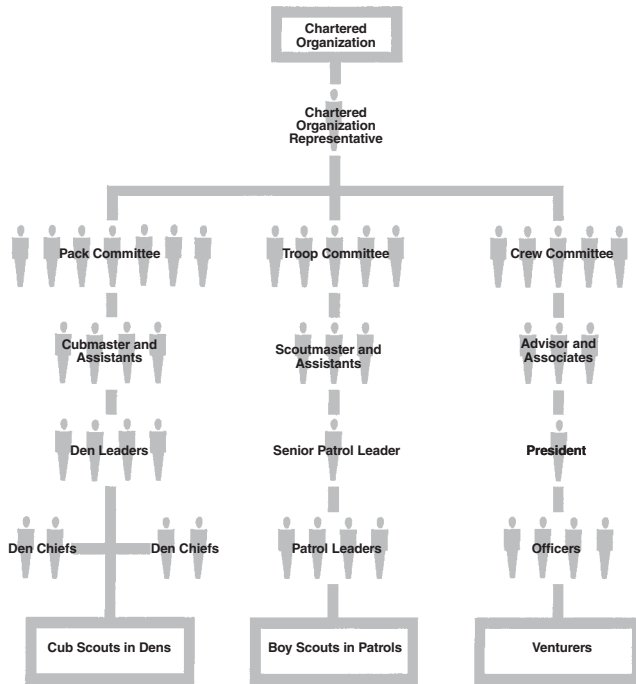 Chartered
Organization
Chartered
Organization
Representative
Pack Committee
Troop Committee
Crew Committee
Cubmaster and
Assistants
Scoutmaster and
Assistants
Advisor and
Associates
Den Leaders
Senior Patrol Leader
President
Den Chiefs
Den Chiefs
Patrol Leaders
Officers
Cub Scouts in Dens
Boy Scouts in Patrols
Venturers